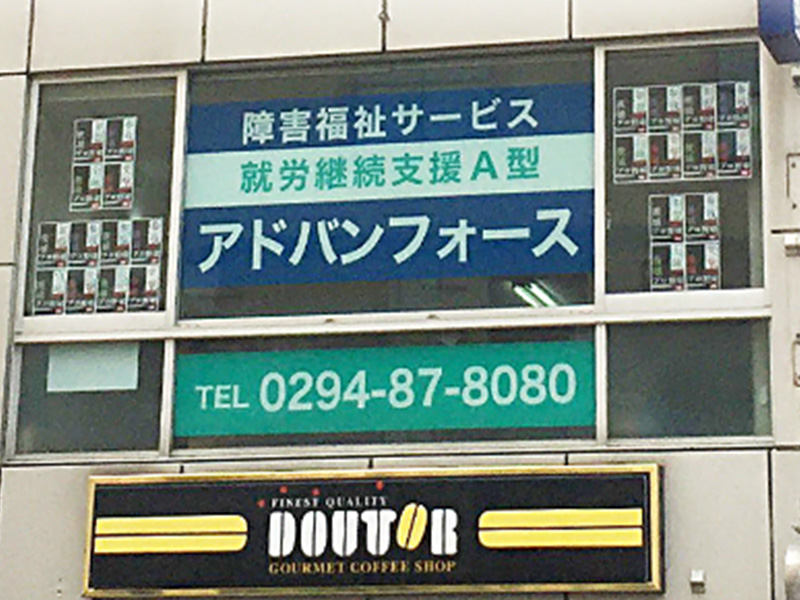 障害福祉サービス
就労継続支援A型
アドバンフォース
TEL 0294-87-8080
FINEST QUALITY
DOUTOR
GOURMET COFFEE SHOP